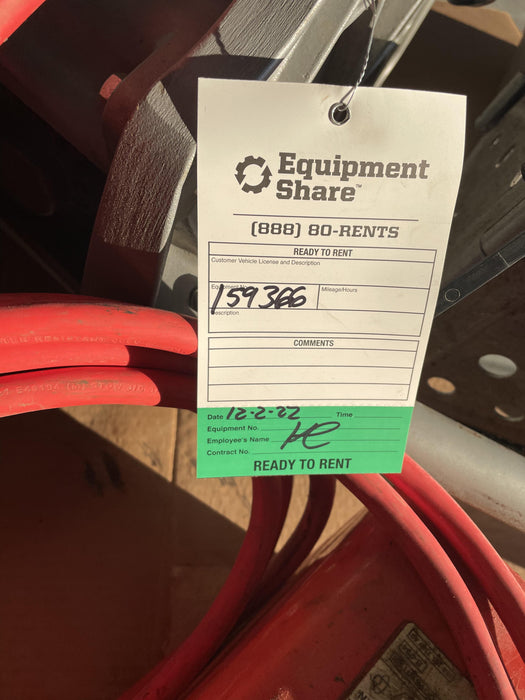 Equipment
Share™
(888) 80-RENTS
READY TO RENT
Customer Vehicle License and Description
Equipment No. Mileage/Hours
159366
Description
COMMENTS
Date 12-2-22 Time
Equipment No.
Employee's Name
Contract No.
READY TO RENT